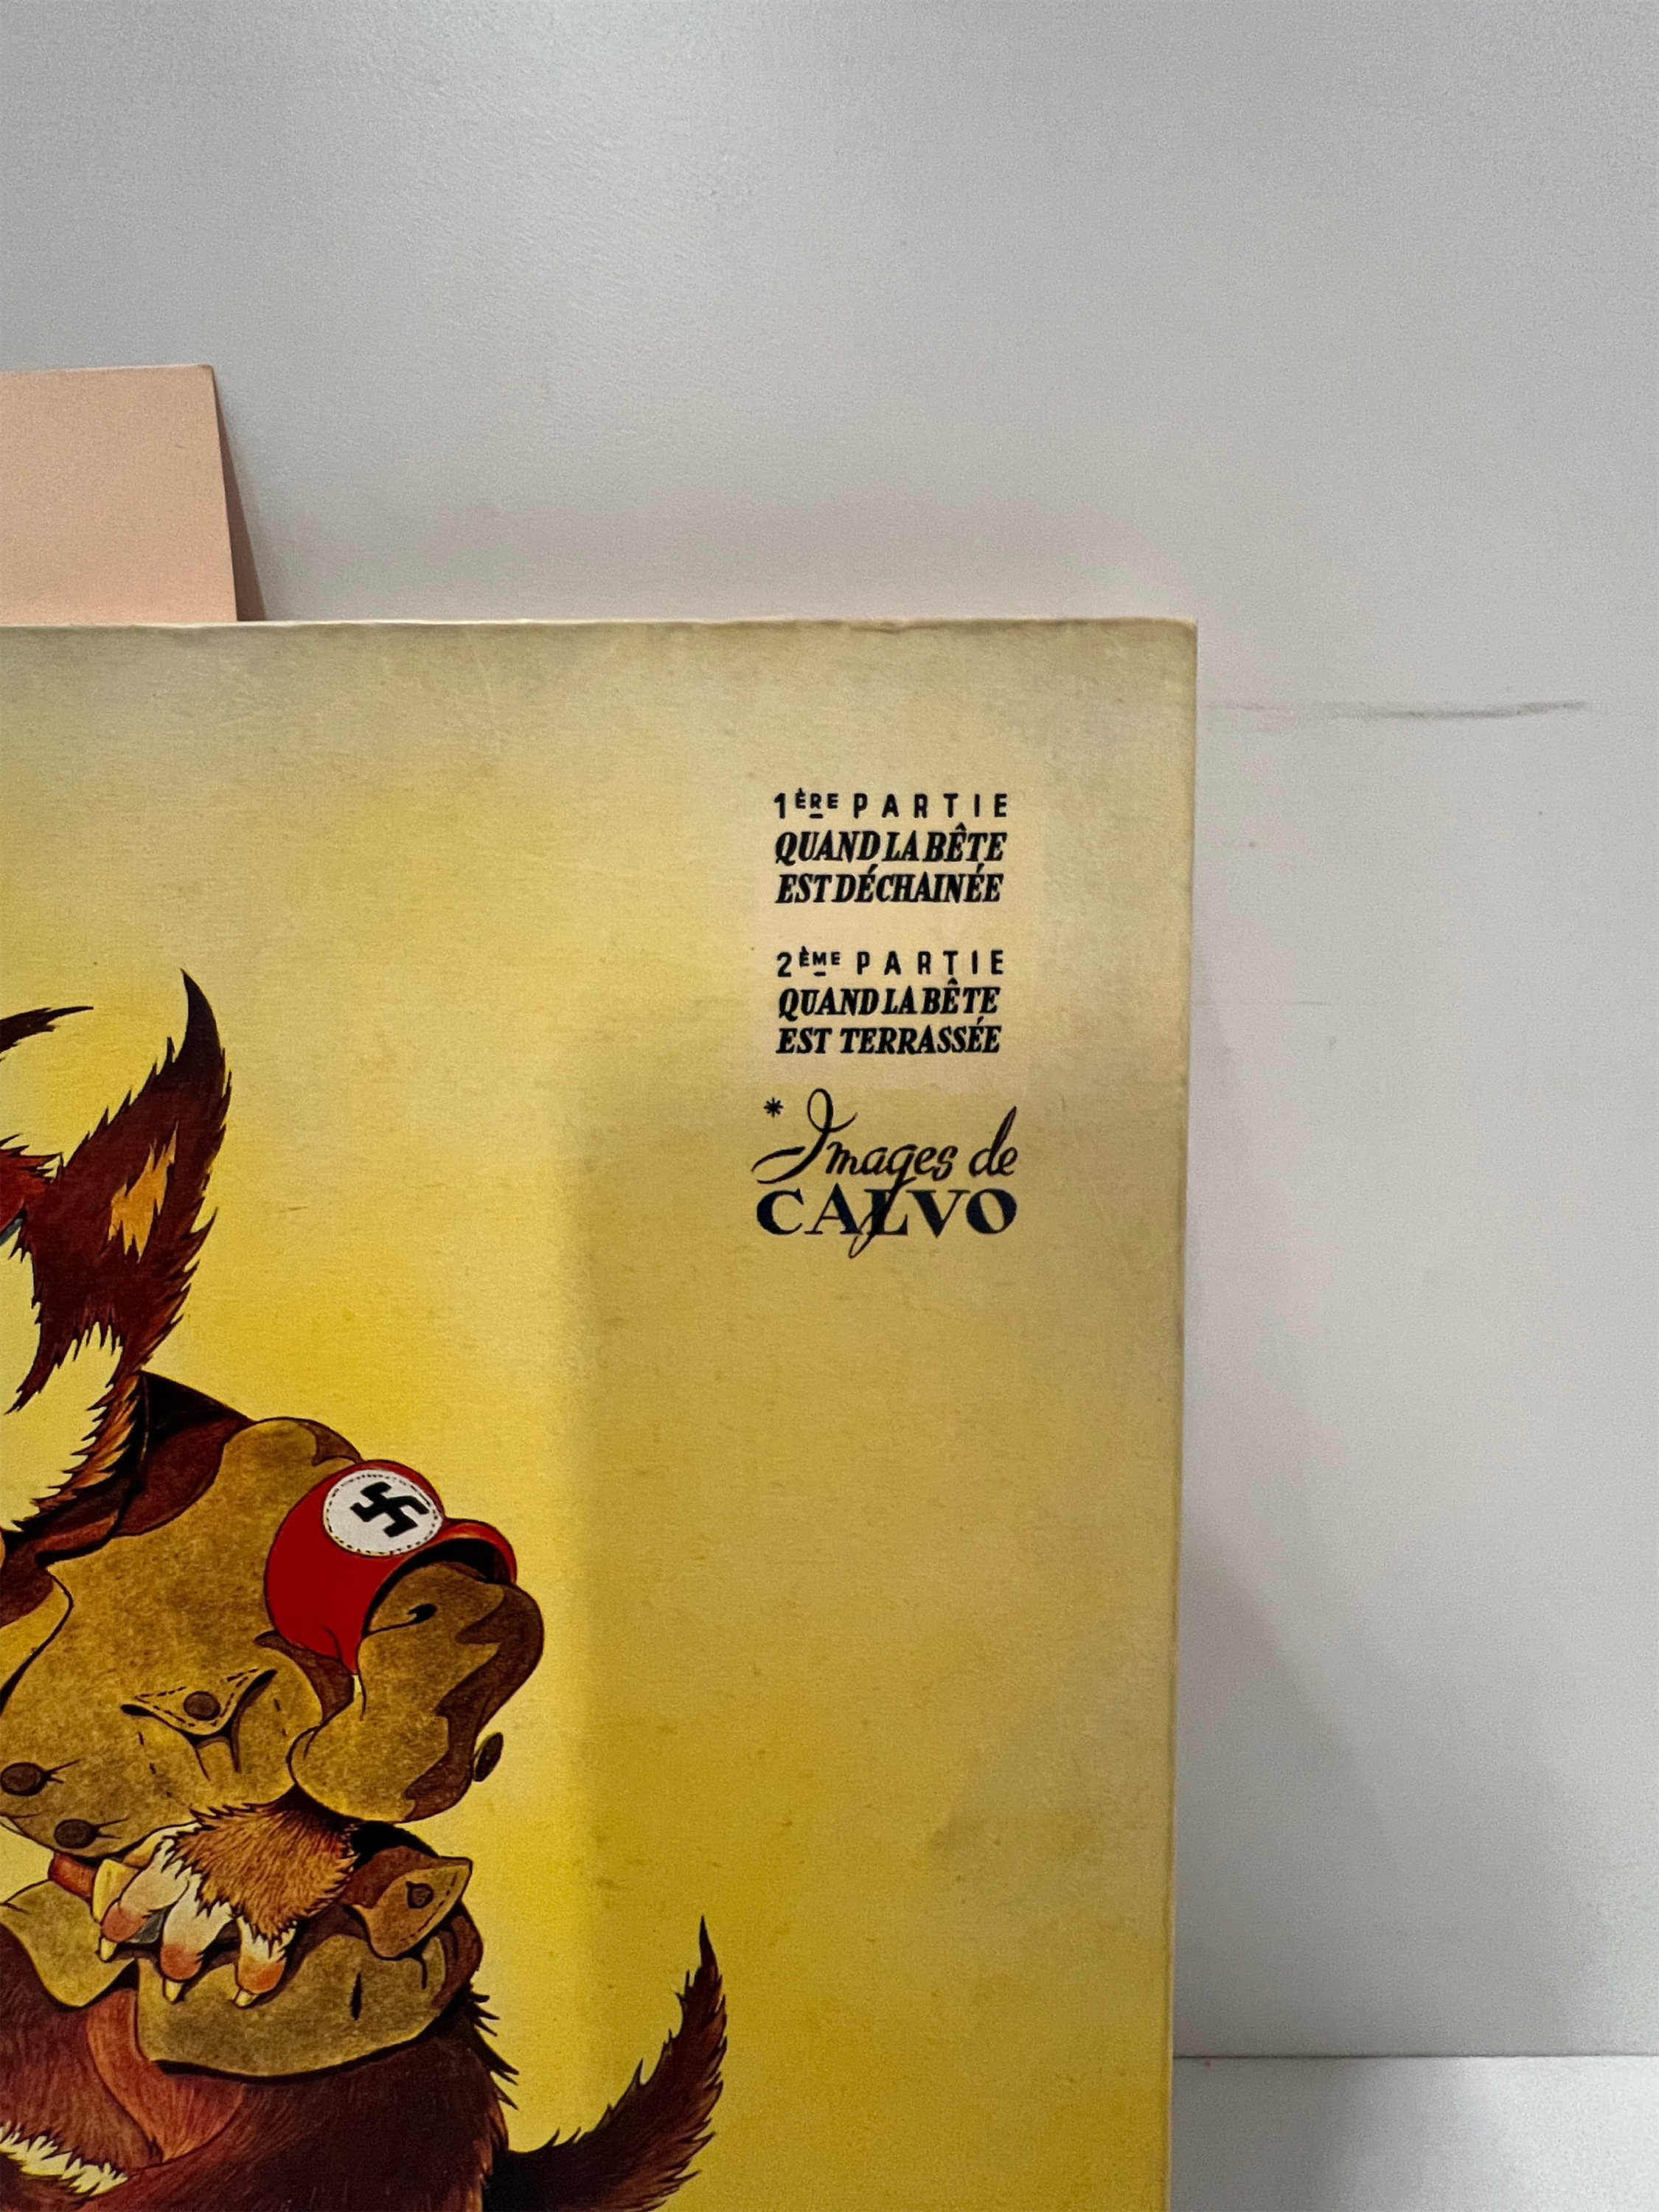 1ÈRE PARTIE
QUAND LA BÊTE
EST DÉCHAINÉE
2ÈME PARTIE
QUAND LA BÊTE
EST TERRASSÉE
* Images de
CALVO